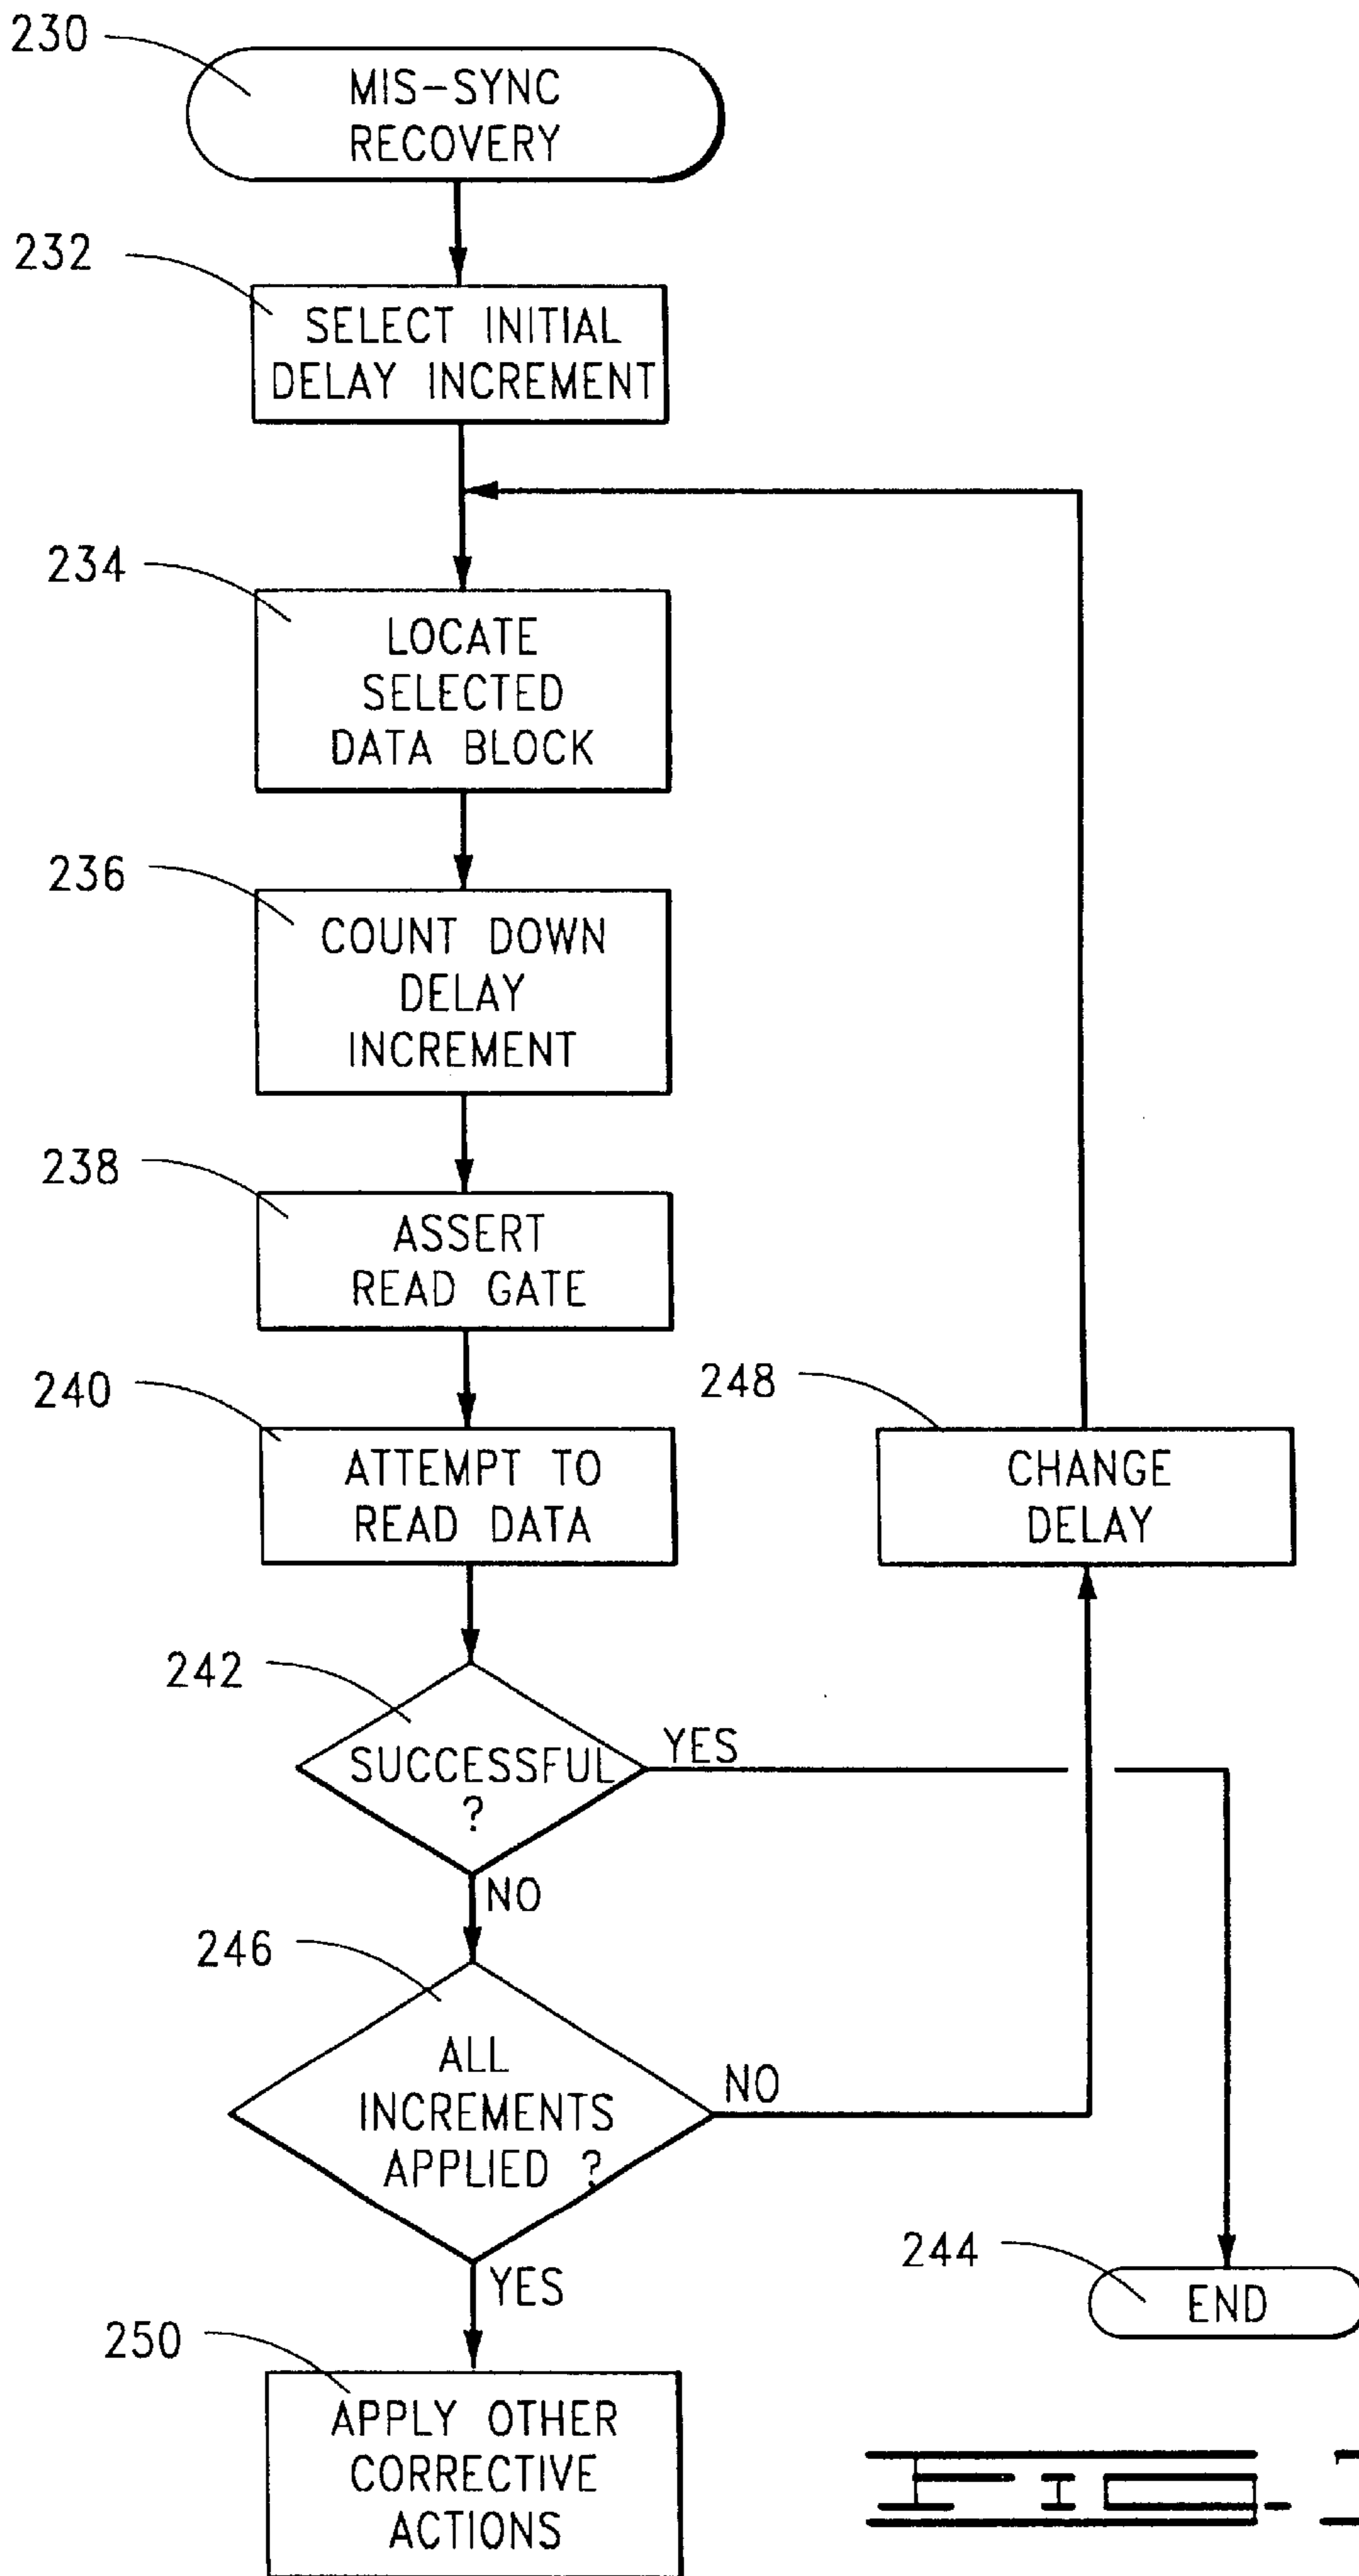 230
MIS-SYNC
RECOVERY
232
SELECT INITIAL
DELAY INCREMENT
234
LOCATE
SELECTED
DATA BLOCK
236
COUNT DOWN
DELAY
INCREMENT
238
ASSERT
READ GATE
240
ATTEMPT TO
READ DATA
248
CHANGE
DELAY
242
SUCCESSFUL
?
YES
NO
246
ALL
INCREMENTS
APPLIED ?
NO
YES
244
END
250
APPLY OTHER
CORRECTIVE
ACTIONS
FIG.